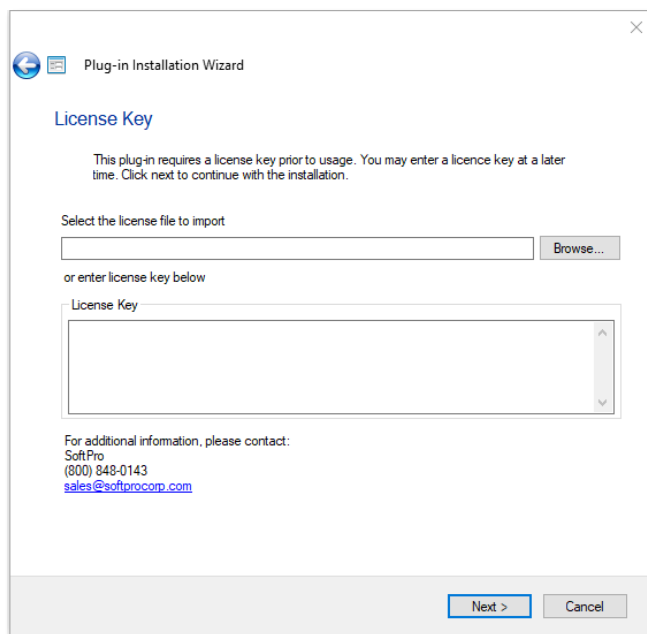 Plug-in Installation Wizard
License Key
This plug-in requires a license key prior to usage. You may enter a licence key at a later
time. Click next to continue with the installation.
Select the license file to import
Browse...
or enter license key below
License Key
For additional information, please contact:
SoftPro
(800) 848-0143
sales@softprocorp.com
Next >
Cancel